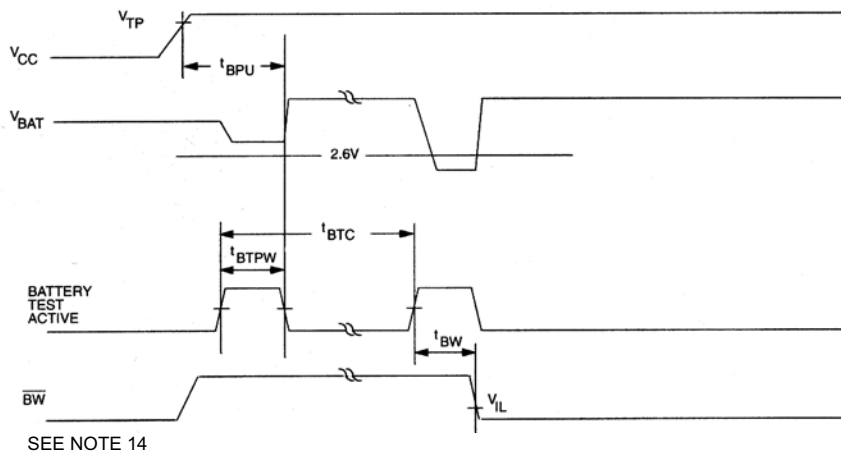 VTP
VCC
tBPU
VBAT
2.6V
tBTC
tBTPW
BATTERY
TEST
ACTIVE
tBW
BW
VIL
SEE NOTE 14